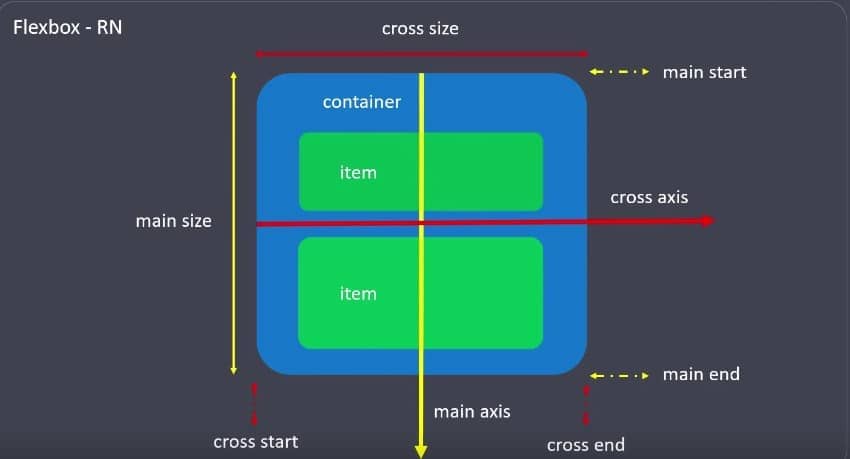 Flexbox - RN
cross size
main start
container
item
cross axis
main size
item
main end
main axis
cross start
cross end